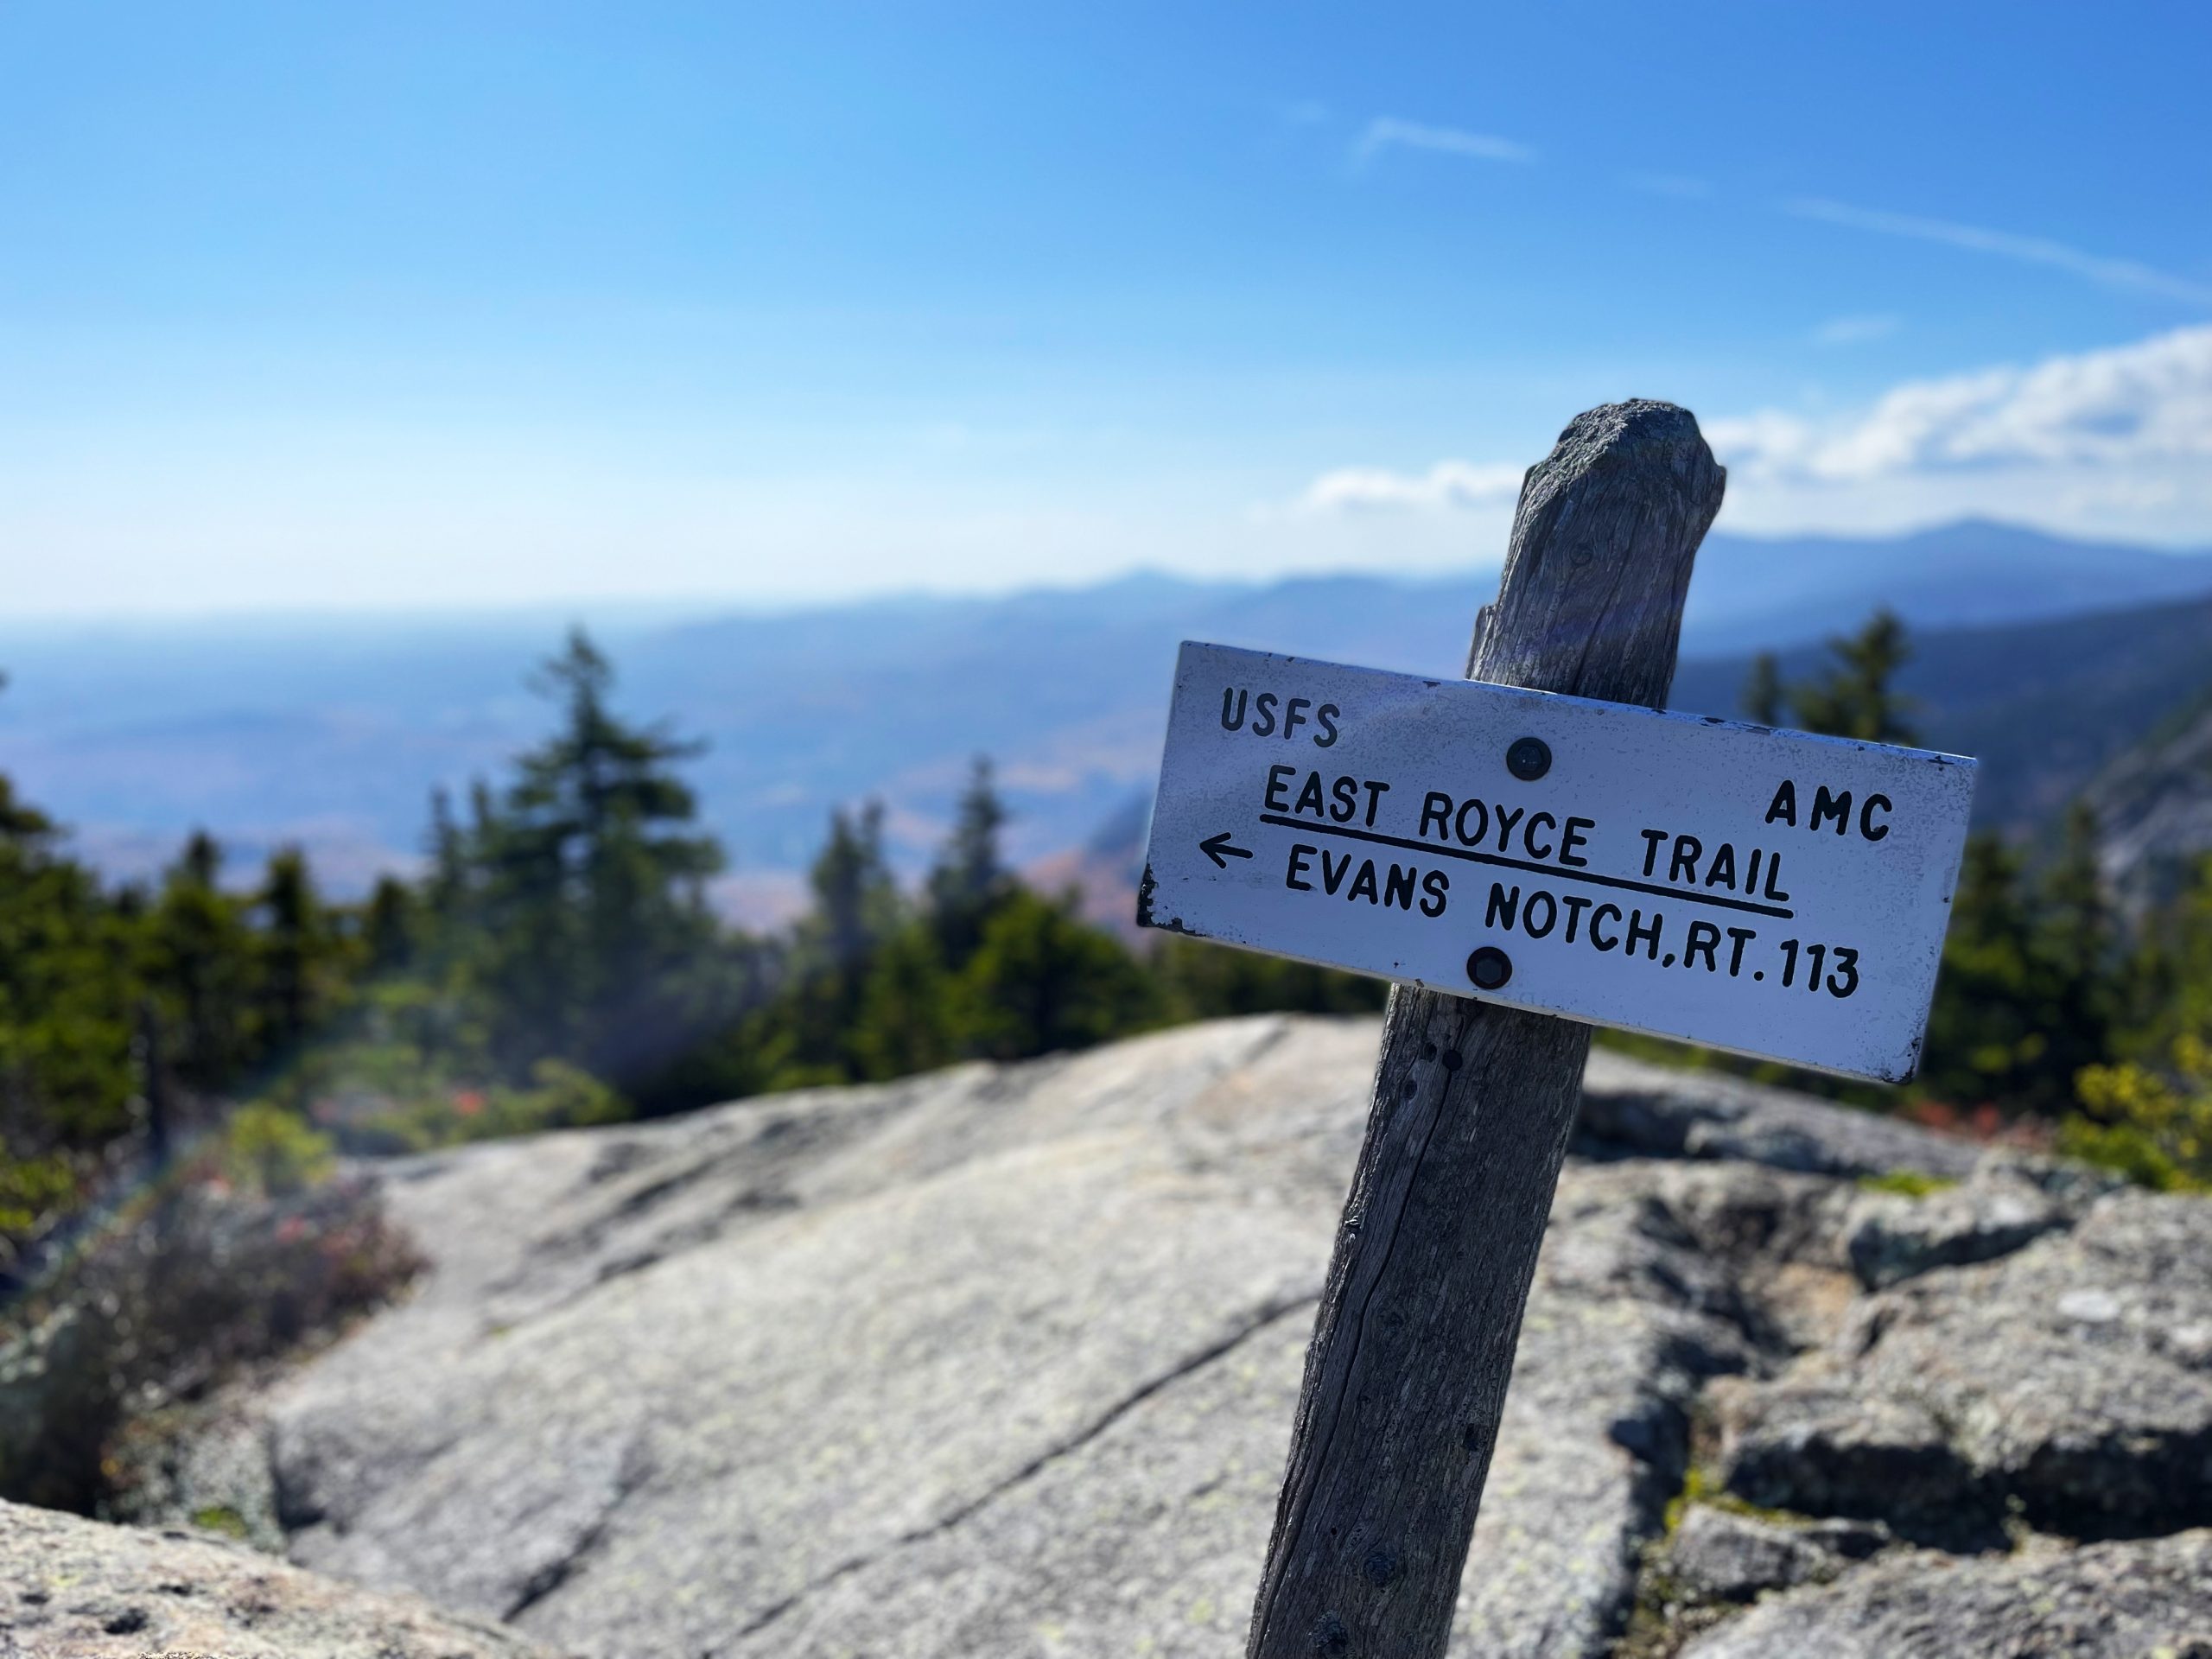 USFS
AMC
EAST ROYCE TRAIL
← EVANS NOTCH, RT. 113